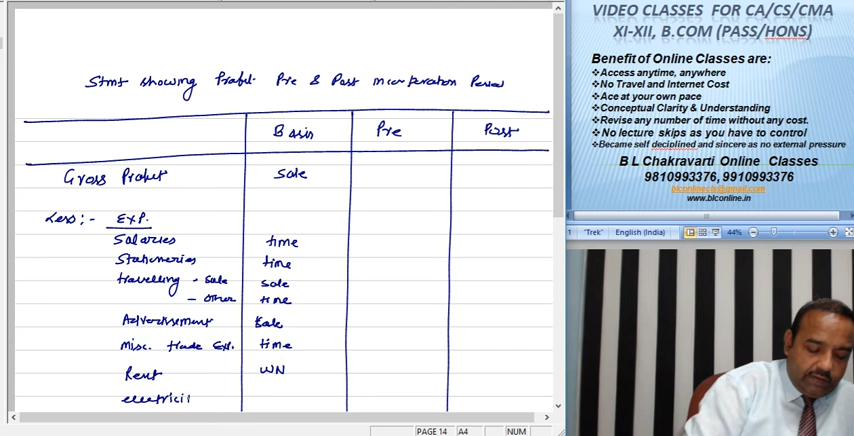 Stmt showing Profit Pre & Post incorporation Period
Basis Pre Post
Gross Profit Sale
Less:- EXP.
Salaries time
Stationeries time
travelling - Sale Sale
- Other time
Advertisement Sale
Misc. trade Exp. time
Rent WN
electricit
PAGE 14 A4 NUM
VIDEO CLASSES FOR CA/CS/CMA
XI-XII, B.COM (PASS/HONS)
Benefit of Online Classes are:
❖Access anytime, anywhere
❖No Travel and Internet Cost
❖Ace at your own pace
❖Conceptual Clarity & Understanding
❖Revise any number of time without any cost.
❖No lecture skips as you have to control
❖Became self deciplined and sincere as no external pressure
B L Chakravarti Online Classes
9810993376, 9910993376
blconlinecls@gmail.com
www.blconline.in
1 "Trek" English (India) 44%